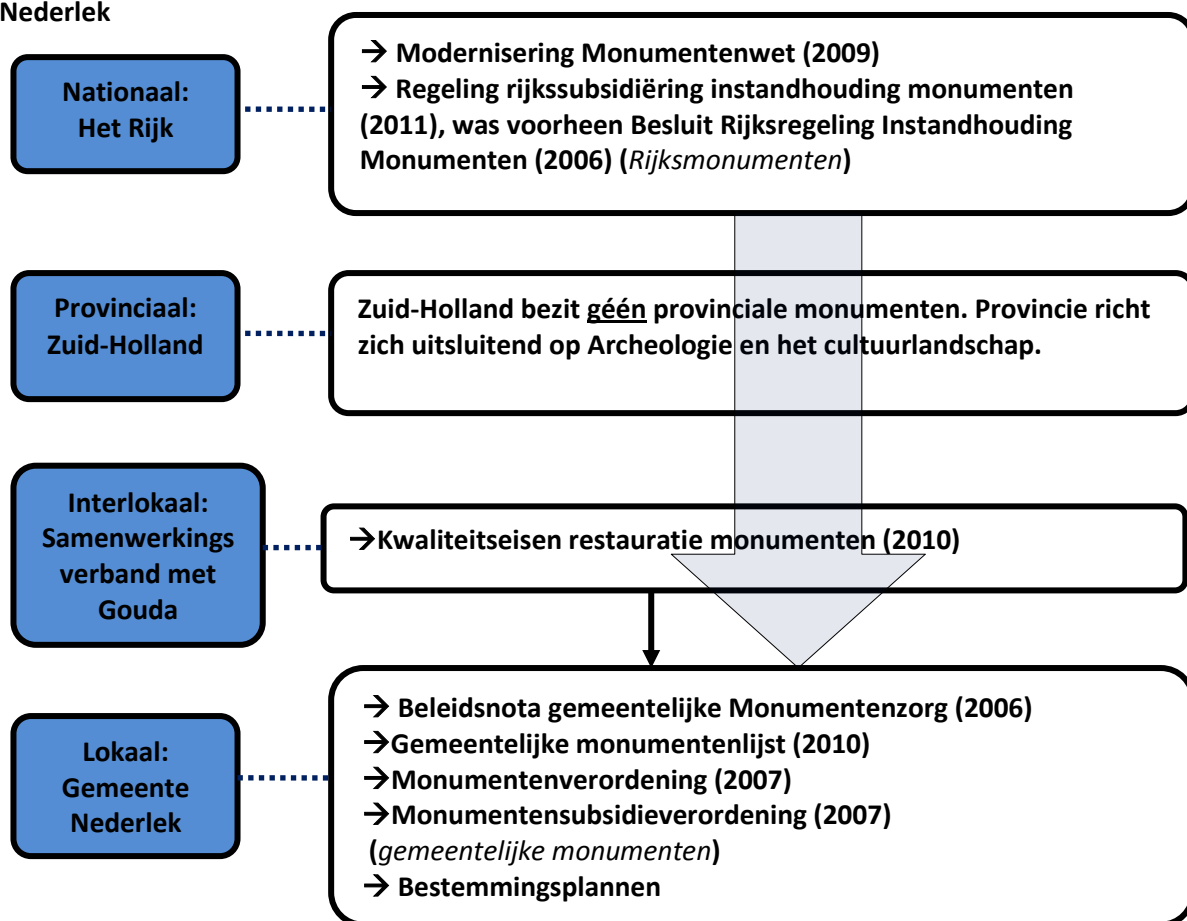 Nederlek
Nationaal:
Het Rijk
→ Modernisering Monumentenwet (2009)
→ Regeling rijkssubsidiëring instandhouding monumenten
(2011), was voorheen Besluit Rijksregeling Instandhouding
Monumenten (2006) (Rijksmonumenten)
Provinciaal:
Zuid-Holland
Zuid-Holland bezit géén provinciale monumenten. Provincie richt
zich uitsluitend op Archeologie en het cultuurlandschap.
Interlokaal:
Samenwerkings
verband met
Gouda
→Kwaliteitseisen restauratie monumenten (2010)
Lokaal:
Gemeente
Nederlek
→ Beleidsnota gemeentelijke Monumentenzorg (2006)
→Gemeentelijke monumentenlijst (2010)
→Monumentenverordening (2007)
→Monumentensubsidieverordening (2007)
(gemeentelijke monumenten)
→ Bestemmingsplannen